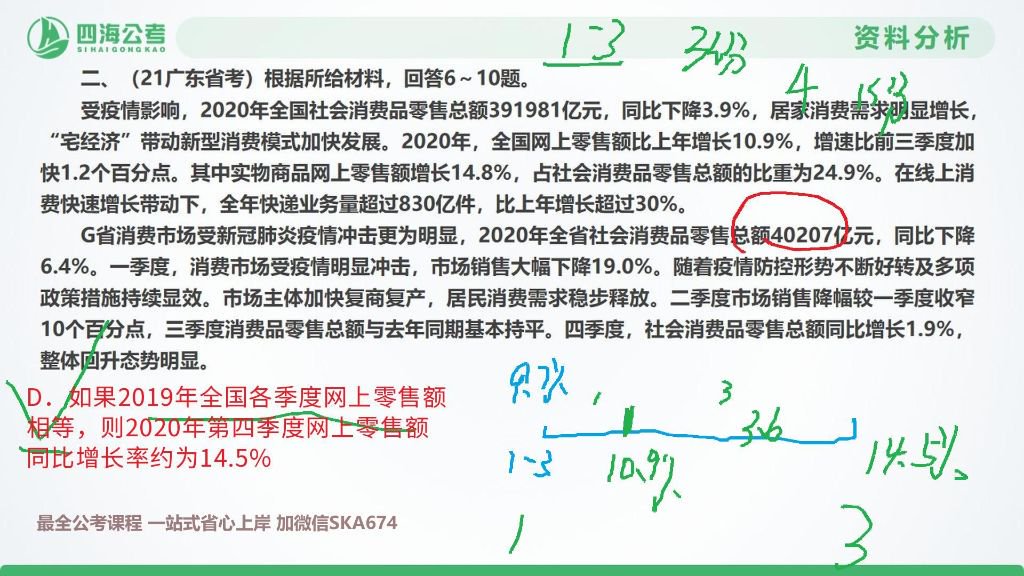 四海公考
SIHAIGONGKAO
资料分析
1-3
3份
4
二、（21广东省考）根据所给材料，回答6～10题。
受疫情影响，2020年全国社会消费品零售总额391981亿元，同比下降3.9%，居家消费需求明显增长，
“宅经济”带动新型消费模式加快发展。2020年，全国网上零售额比上年增长10.9%，增速比前三季度加
快1.2个百分点。其中实物商品网上零售额增长14.8%，占社会消费品零售总额的比重为24.9%。在线上消
费快速增长带动下，全年快递业务量超过830亿件，比上年增长超过30%。
G省消费市场受新冠肺炎疫情冲击更为明显，2020年全省社会消费品零售总额40207亿元，同比下降
6.4%。一季度，消费市场受疫情明显冲击，市场销售大幅下降19.0%。随着疫情防控形势不断好转及多项
政策措施持续显效。市场主体加快复商复产，居民消费需求稳步释放。二季度市场销售降幅较一季度收窄
10个百分点，三季度消费品零售总额与去年同期基本持平。四季度，社会消费品零售总额同比增长1.9%，
整体回升态势明显。
D．如果2019年全国各季度网上零售额
相等，则2020年第四季度网上零售额
同比增长率约为14.5%
1 3
3.6
1-3 10.9% 14.5%
1 3
最全公考课程 一站式省心上岸 加微信SKA674